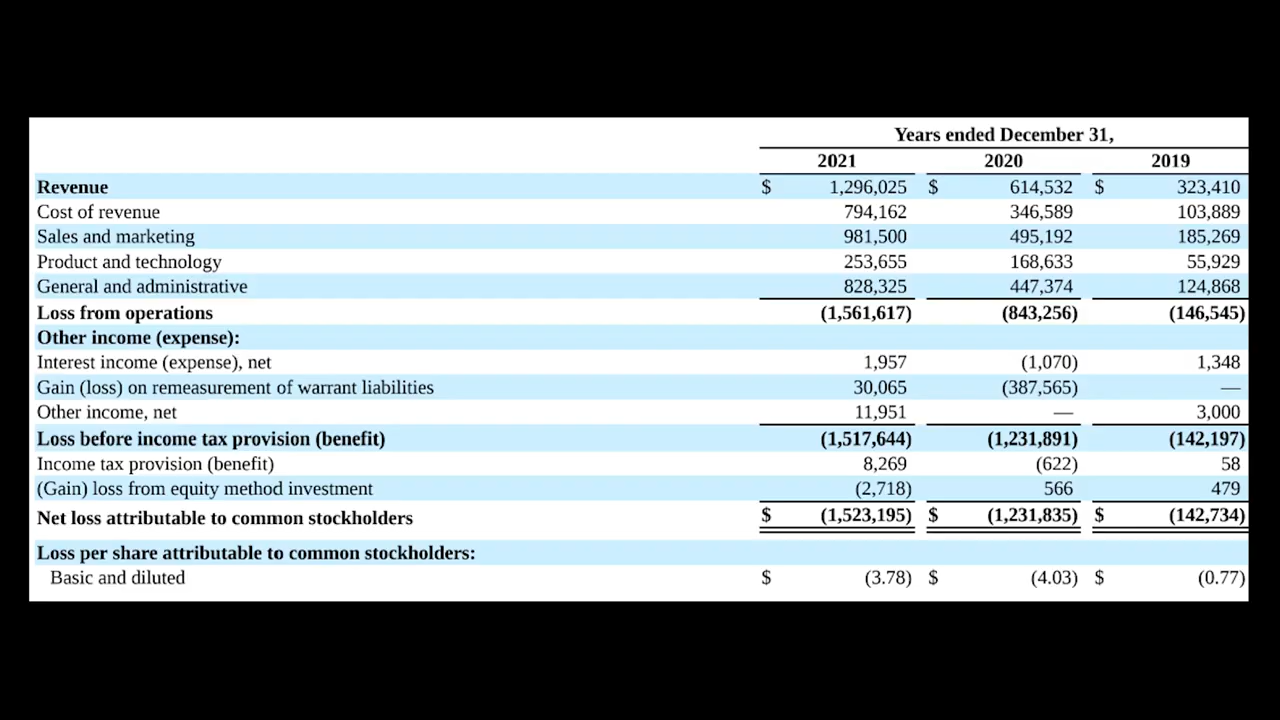 Years ended December 31,
2021 2020 2019
Revenue $ 1,296,025 $ 614,532 $ 323,410
Cost of revenue 794,162 346,589 103,889
Sales and marketing 981,500 495,192 185,269
Product and technology 253,655 168,633 55,929
General and administrative 828,325 447,374 124,868
Loss from operations (1,561,617) (843,256) (146,545)
Other income (expense):
Interest income (expense), net 1,957 (1,070) 1,348
Gain (loss) on remeasurement of warrant liabilities 30,065 (387,565) —
Other income, net 11,951 — 3,000
Loss before income tax provision (benefit) (1,517,644) (1,231,891) (142,197)
Income tax provision (benefit) 8,269 (622) 58
(Gain) loss from equity method investment (2,718) 566 479
Net loss attributable to common stockholders $ (1,523,195) $ (1,231,835) $ (142,734)
Loss per share attributable to common stockholders:
Basic and diluted $ (3.78) $ (4.03) $ (0.77)